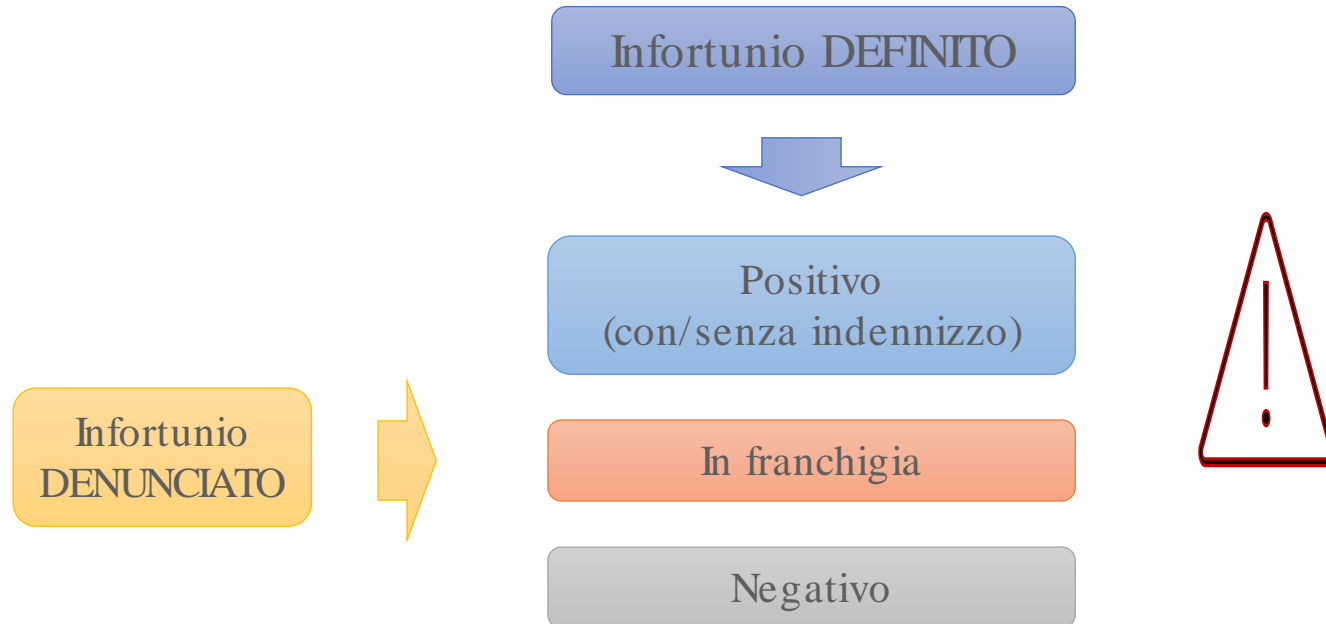 Infortunio DEFINITO
Positivo
(con/senza indennizzo)
Infortunio
DENUNCIATO
In franchigia
Negativo